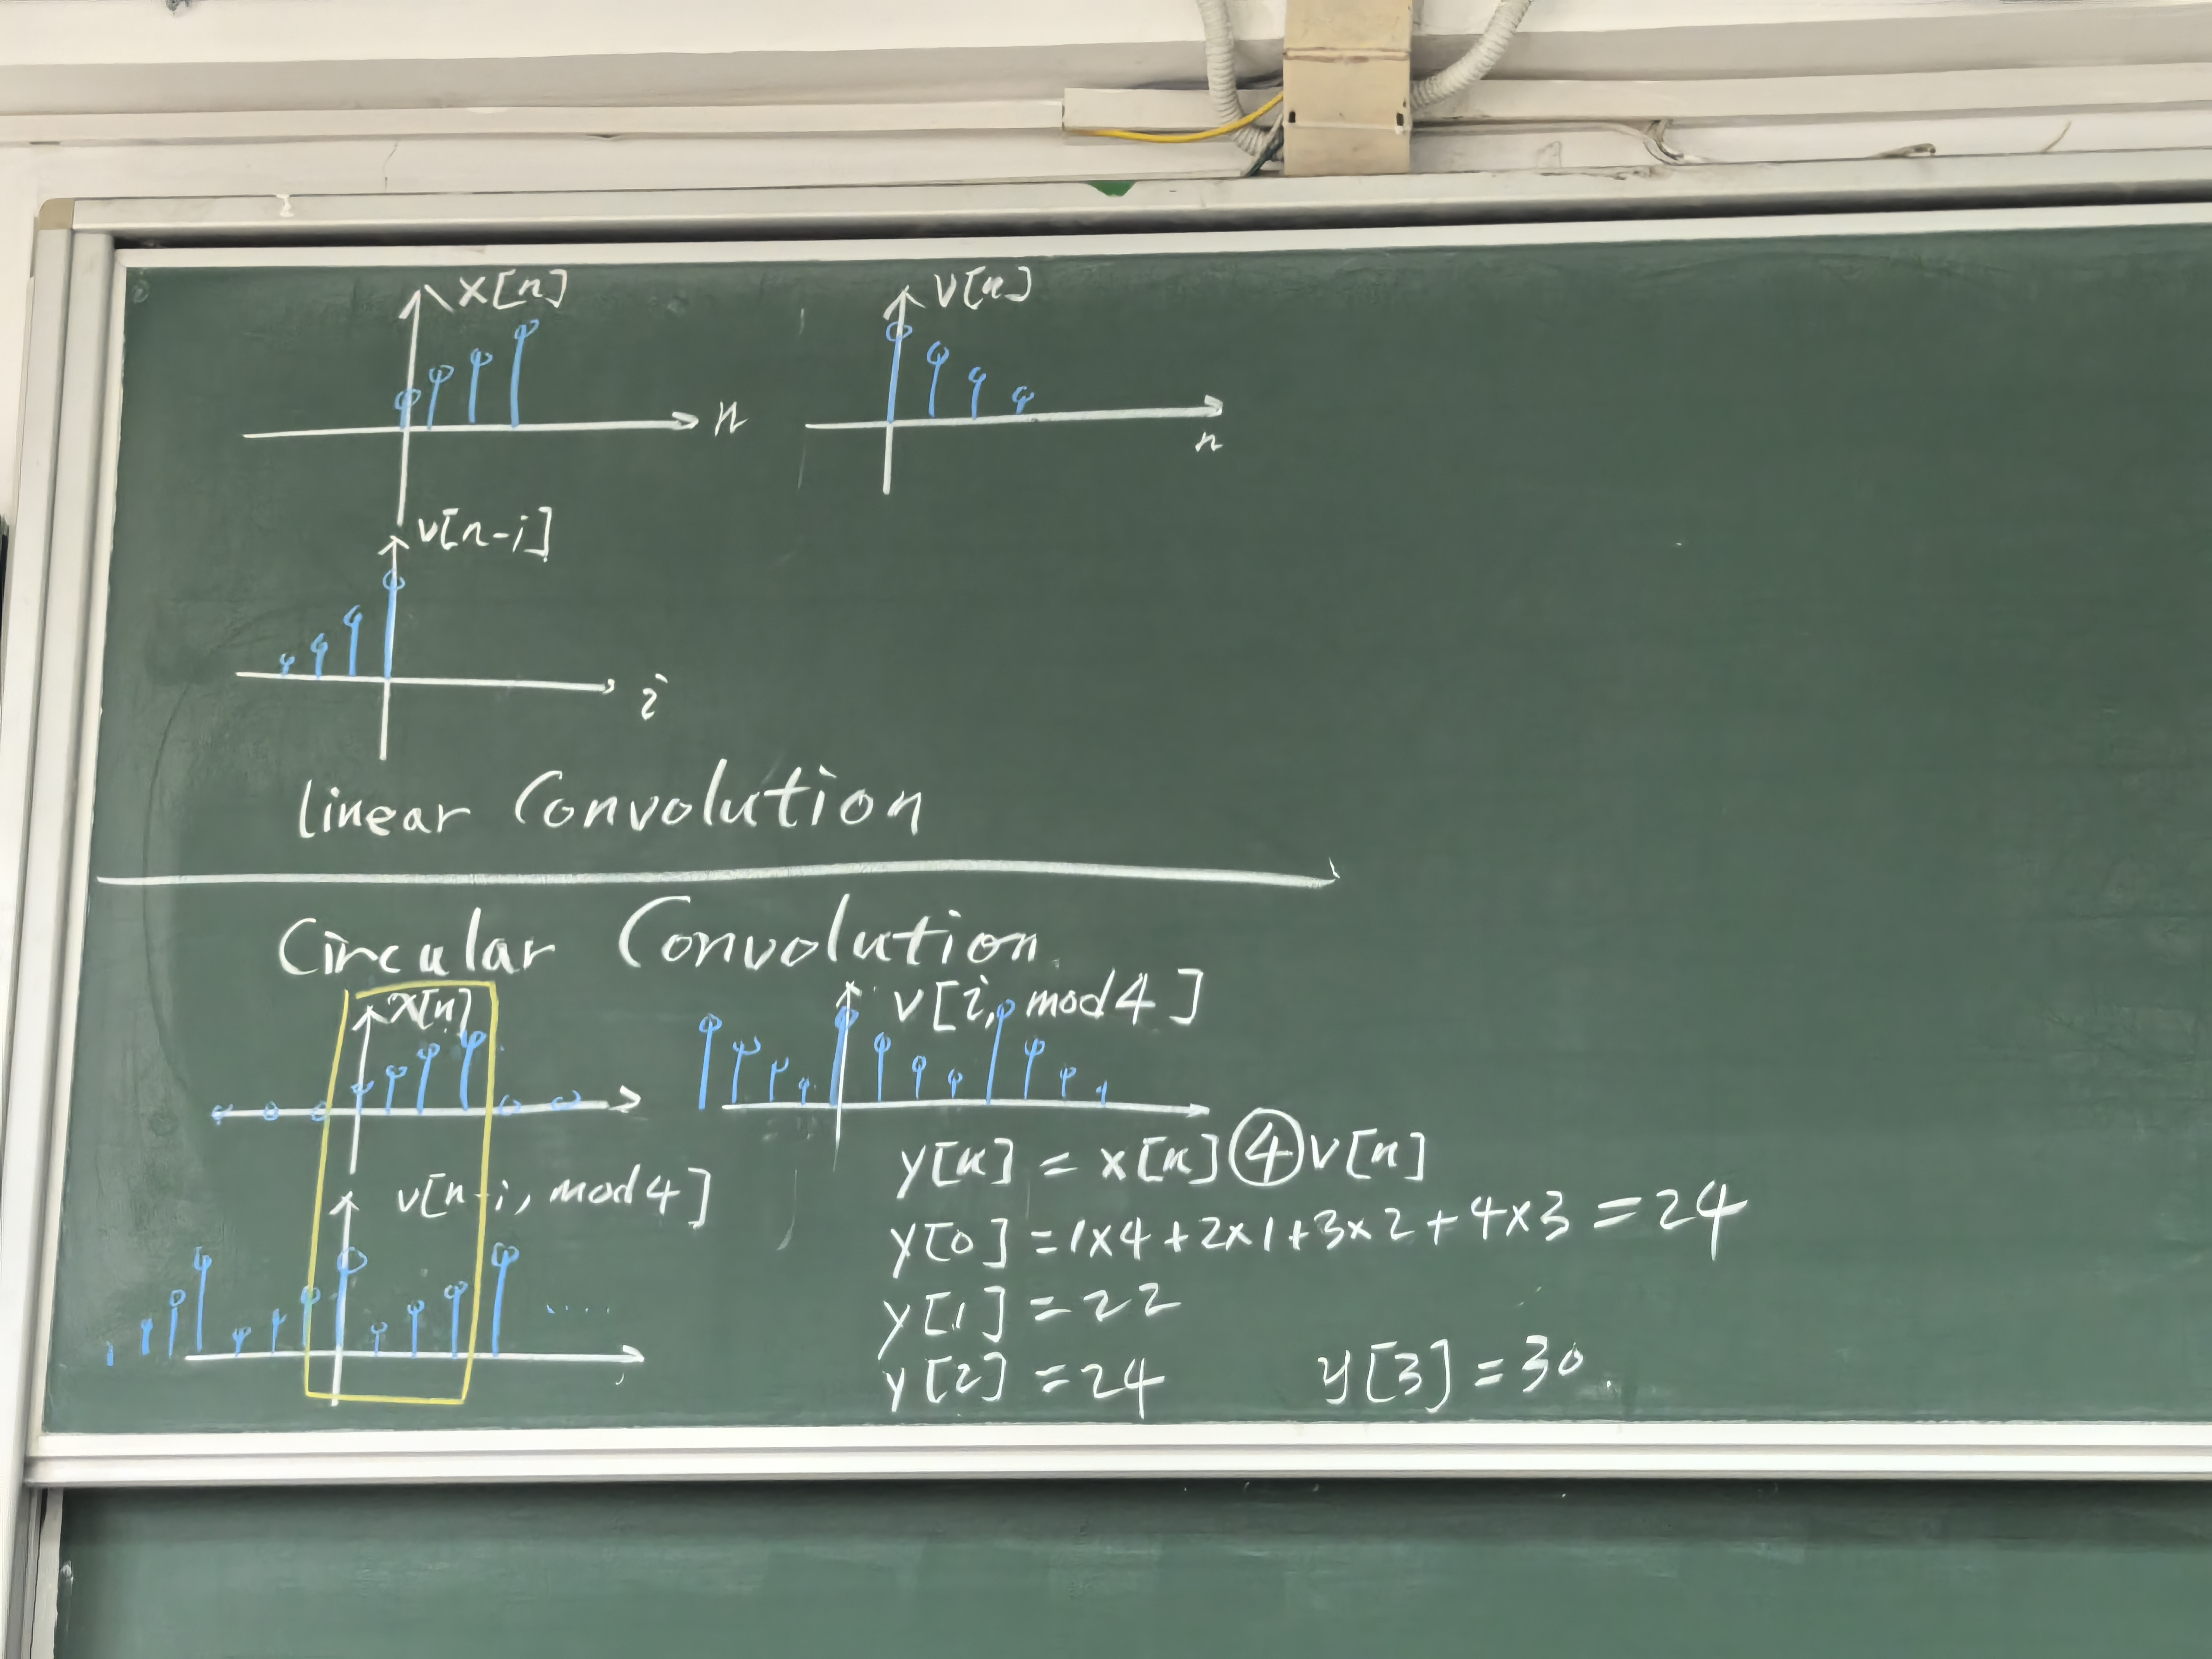 x[n]
v[n]
n
n
v[n-i]
i
Linear Convolution
Circular Convolution
x[n]
v[i, mod4]
v[n-i, mod4]
y[n] = x[n]④v[n]
y[0] = 1×4+2×1+3×2+4×3 = 24
y[1] = 22
y[2] = 24
y[3] = 30